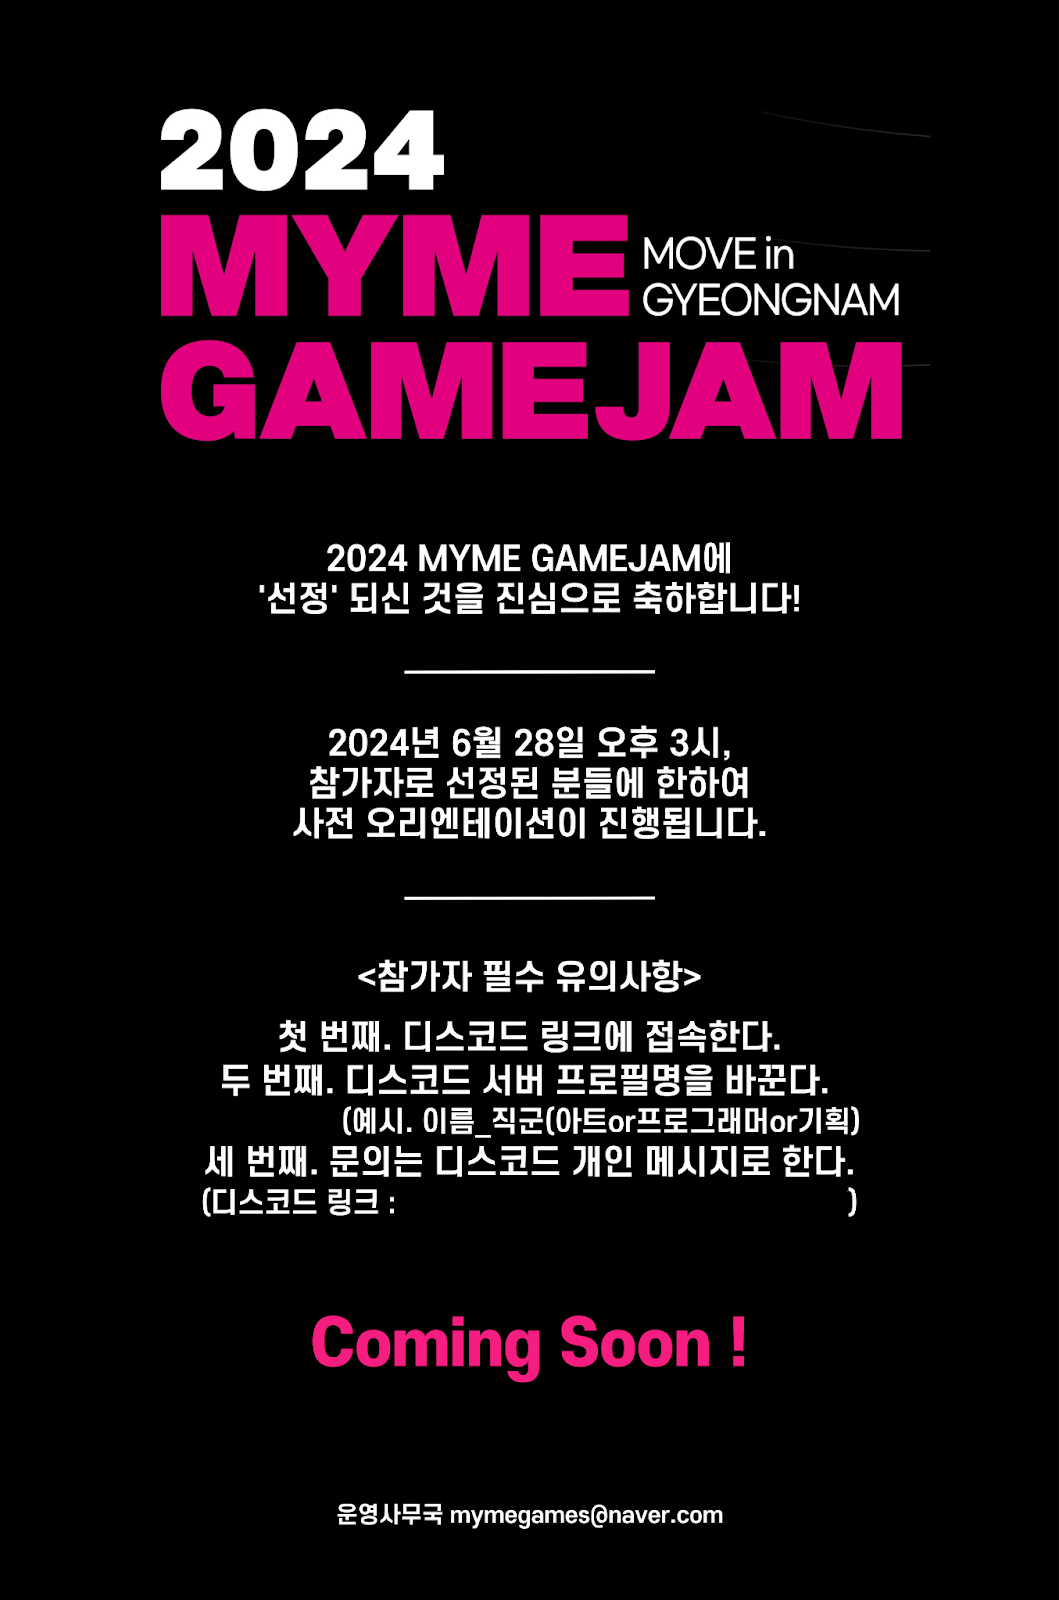 2024
MYME MOVE in
GYEONGNAM
GAMEJAM
2024 MYME GAMEJAM에
'선정' 되신 것을 진심으로 축하합니다!
2024년 6월 28일 오후 3시,
참가자로 선정된 분들에 한하여
사전 오리엔테이션이 진행됩니다.
<참가자 필수 유의사항>
첫 번째. 디스코드 링크에 접속한다.
두 번째. 디스코드 서버 프로필명을 바꾼다.
(예시. 이름_직군(아트or프로그래머or기획)
세 번째. 문의는 디스코드 개인 메시지로 한다.
(디스코드 링크 : )
Coming Soon !
운영사무국 mymegames@naver.com